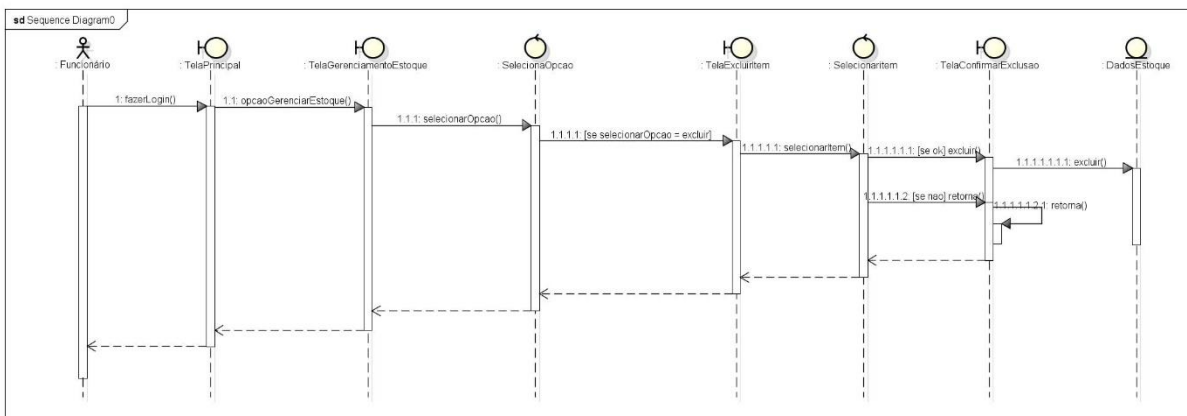 sd Sequence Diagram0
: Funcionário
: TelaPrincipal
: TelaGerenciamentoEstoque
: SelecionaOpcao
: TelaExcluirItem
: SelecionarItem
: TelaConfirmarExclusao
: DadosEstoque
1: fazerLogin()
1.1: opcaoGerenciarEstoque()
1.1.1: selecionarOpcao()
1.1.1.1: [se selecionarOpcao = excluir]
1.1.1.1.1: selecionarItem()
1.1.1.1.1.1: [se ok] excluir()
1.1.1.1.1.1.1: excluir()
1.1.1.1.1.2: [se nao] retorna()
1.1.1.1.1.2.1: retorna()